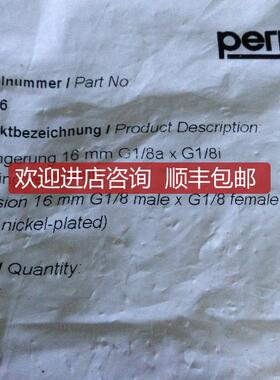 per
lnummer / Part No
6
ktbezeichnung / Product Description:
ngerung 16 mm G1/8a x G1/8i
欢迎进店咨询 顺丰包邮
sion 16 mm G1/8 male x G1/8 female
nickel-plated)
/ Quantity: